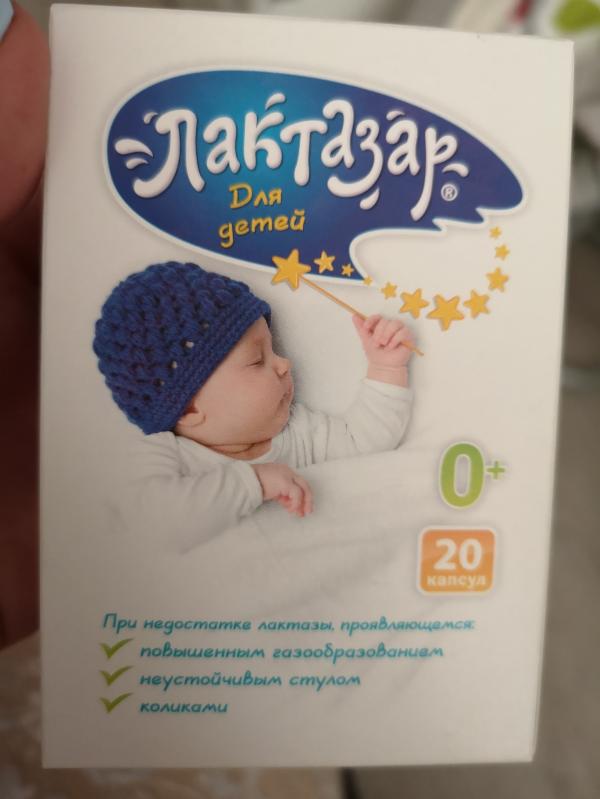 Лактазар®
Для
детей
0+
20
капсул
При недостатке лактазы, проявляющемся:
повышенным газообразованием
неустойчивым стулом
коликами